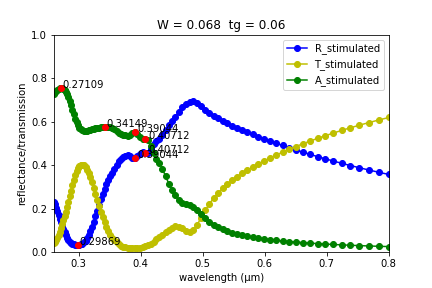 W = 0.068 tg = 0.06
reflectance/transmission
1.0
0.8
0.6
0.4
0.2
0.0
R_stimulated
T_stimulated
A_stimulated
0.27109
0.34149
0.40712
0.40712
0.29869
0.3
0.4
0.5
0.6
0.7
0.8
wavelength (μm)